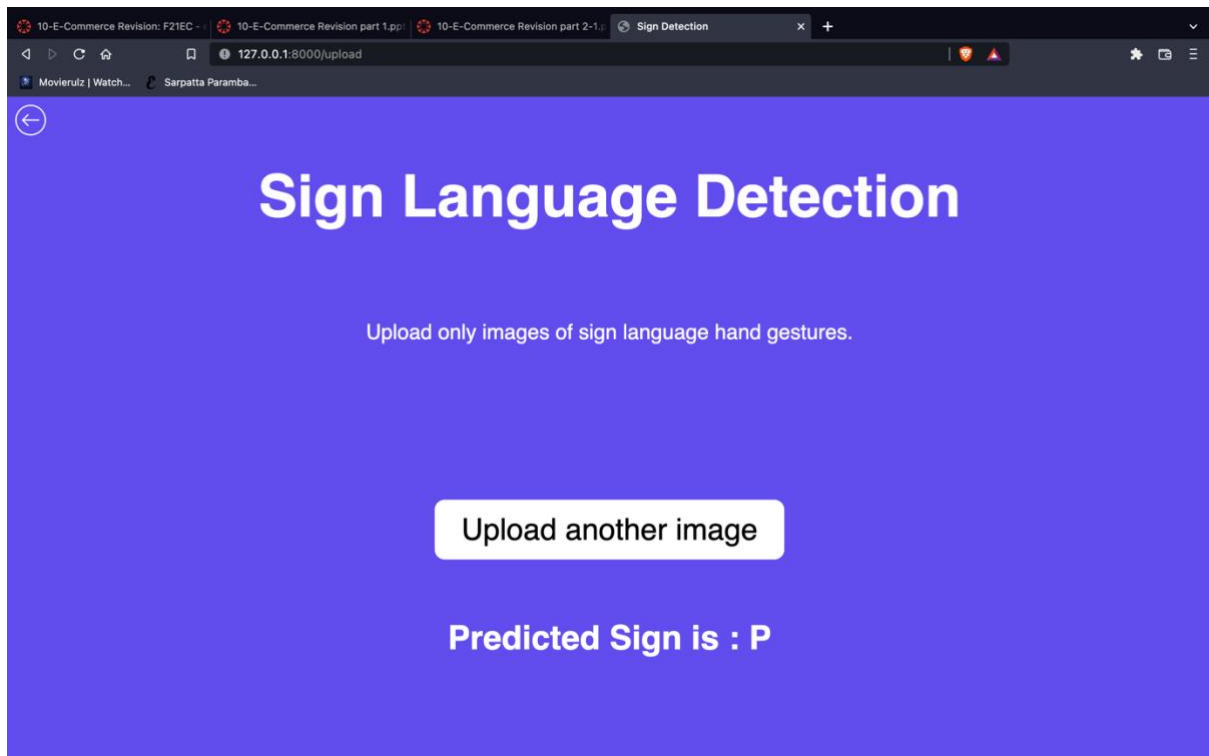 10-E-Commerce Revision: F21EC -
10-E-Commerce Revision part 1.pp
10-E-Commerce Revision part 2-1.p
Sign Detection
127.0.0.1:8000/upload
Movierulz | Watch...
Sarpatta Paramba...
Sign Language Detection
Upload only images of sign language hand gestures.
Upload another image
Predicted Sign is : P